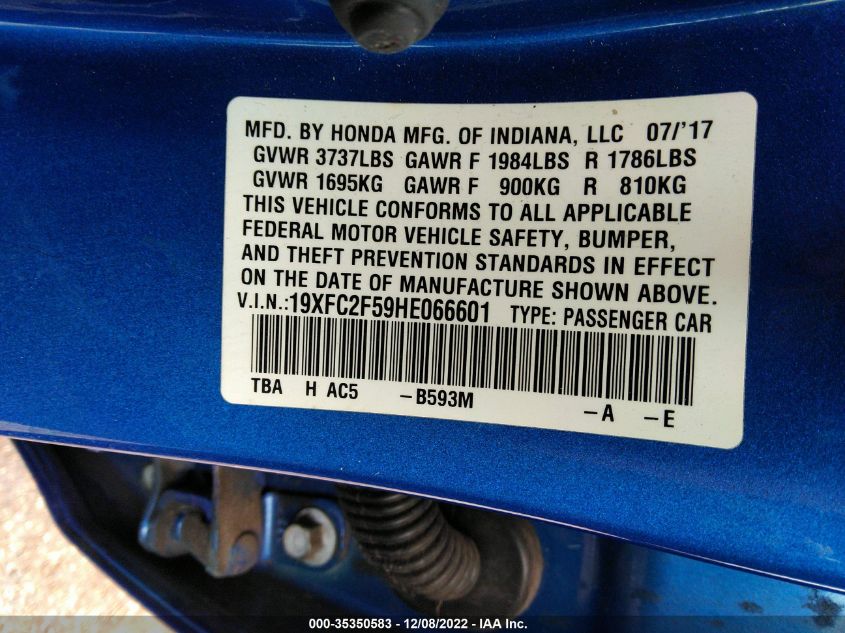 MFD. BY HONDA MFG. OF INDIANA, LLC 07/'17
GVWR 3737LBS GAWR F 1984LBS R 1786LBS
GVWR 1695KG GAWR F 900KG R 810KG
THIS VEHICLE CONFORMS TO ALL APPLICABLE
FEDERAL MOTOR VEHICLE SAFETY, BUMPER,
AND THEFT PREVENTION STANDARDS IN EFFECT
ON THE DATE OF MANUFACTURE SHOWN ABOVE.
V.I.N.:19XFC2F59HE066601 TYPE: PASSENGER CAR
TBA H AC5 -B593M -A -E
000-35350583 - 12/08/2022 - IAA Inc.